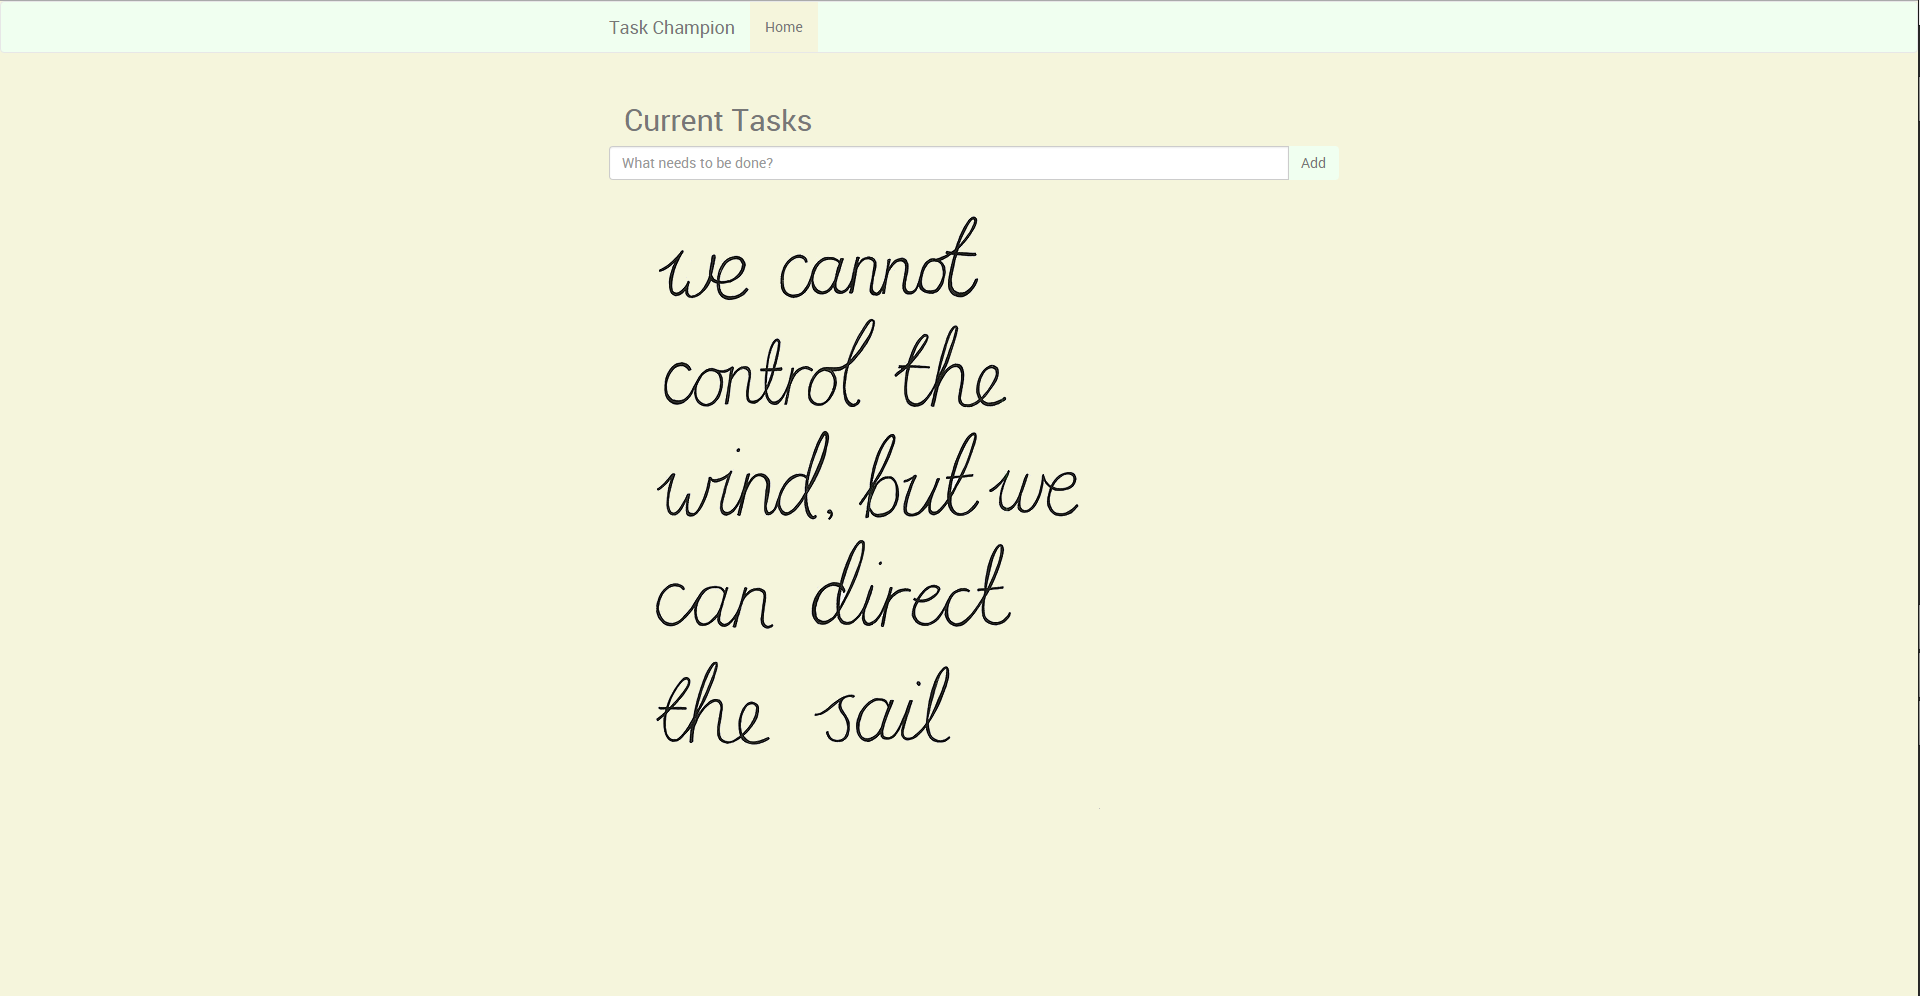 Task Champion Home
Current Tasks
What needs to be done? Add
we cannot
control the
wind, but we
can direct
the sail